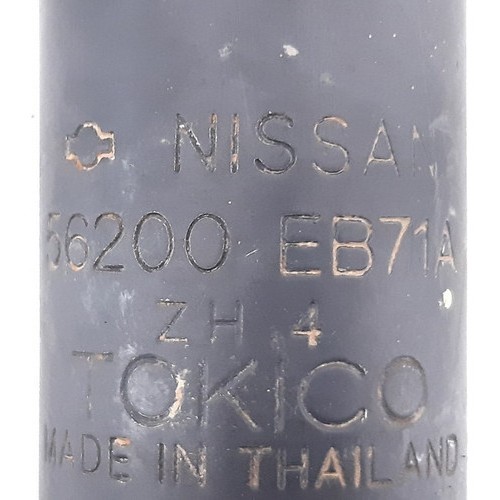 NISSAN
56200 EB71A
ZH 4
TOKICO
MADE IN THAILAND